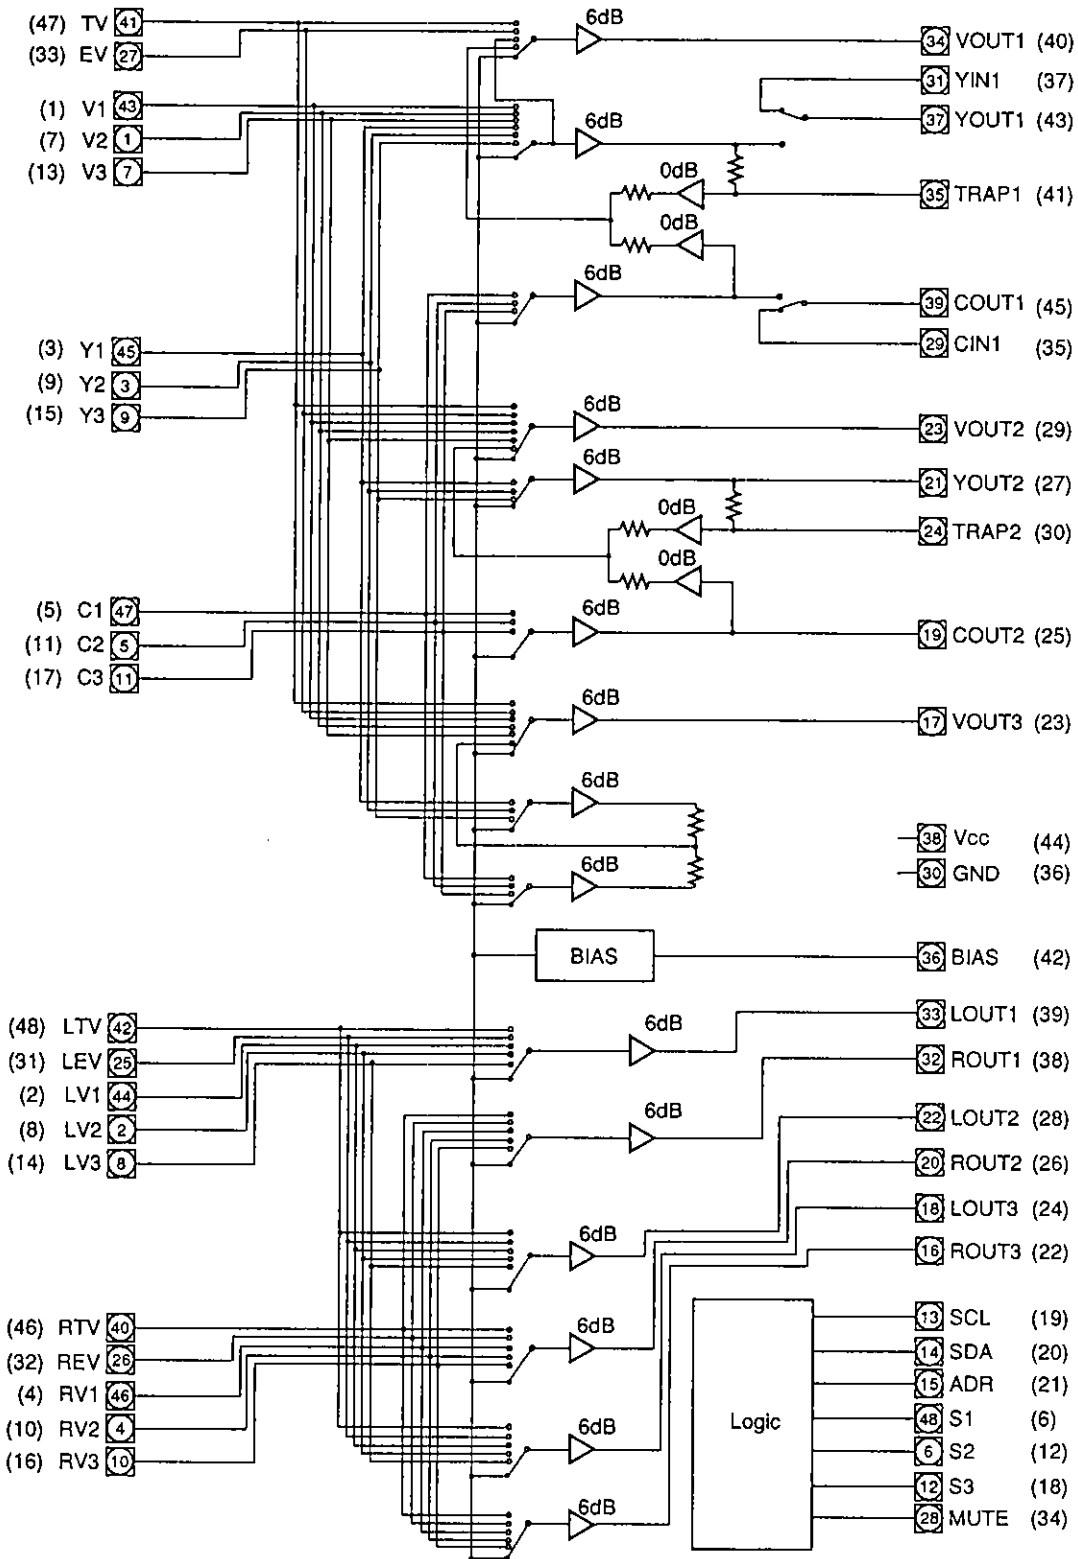 (47) TV 41
(33) EV 27
(1) V1 43
(7) V2 1
(13) V3 7
(3) Y1 45
(9) Y2 3
(15) Y3 9
(5) C1 47
(11) C2 5
(17) C3 11
(48) LTV 42
(31) LEV 25
(2) LV1 44
(8) LV2 2
(14) LV3 8
(46) RTV 40
(32) REV 26
(4) RV1 46
(10) RV2 4
(16) RV3 10
6dB
6dB
0dB
0dB
6dB
6dB
6dB
0dB
0dB
6dB
6dB
6dB
6dB
BIAS
6dB
6dB
6dB
6dB
6dB
6dB
Logic
34 VOUT1 (40)
31 YIN1 (37)
37 YOUT1 (43)
35 TRAP1 (41)
39 COUT1 (45)
29 CIN1 (35)
23 VOUT2 (29)
21 YOUT2 (27)
24 TRAP2 (30)
19 COUT2 (25)
17 VOUT3 (23)
38 Vcc (44)
30 GND (36)
36 BIAS (42)
33 LOUT1 (39)
32 ROUT1 (38)
22 LOUT2 (28)
20 ROUT2 (26)
18 LOUT3 (24)
16 ROUT3 (22)
13 SCL (19)
14 SDA (20)
15 ADR (21)
48 S1 (6)
6 S2 (12)
12 S3 (18)
28 MUTE (34)